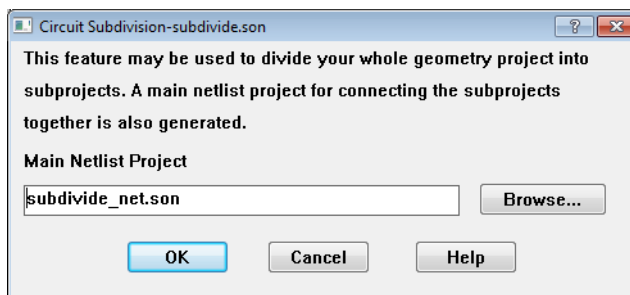 Circuit Subdivision-subdivide.son
This feature may be used to divide your whole geometry project into
subprojects. A main netlist project for connecting the subprojects
together is also generated.
Main Netlist Project
subdivide_net.son
Browse...
OK Cancel Help